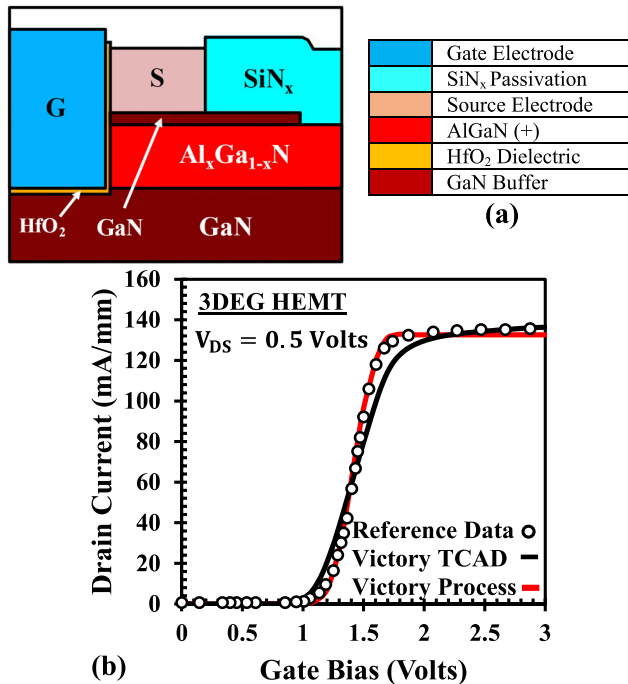 G
S
SiNₓ
AlₓGa₁₋ₓN
HfO₂
GaN
GaN
Gate Electrode
SiNₓ Passivation
Source Electrode
AlGaN (+)
HfO₂ Dielectric
GaN Buffer
(a)
160
140
120
100
80
60
40
20
0
Drain Current (mA/mm)
3DEG HEMT
V_DS = 0.5 Volts
Reference Data
Victory TCAD
Victory Process
0
0.5
1
1.5
2
2.5
3
(b)
Gate Bias (Volts)